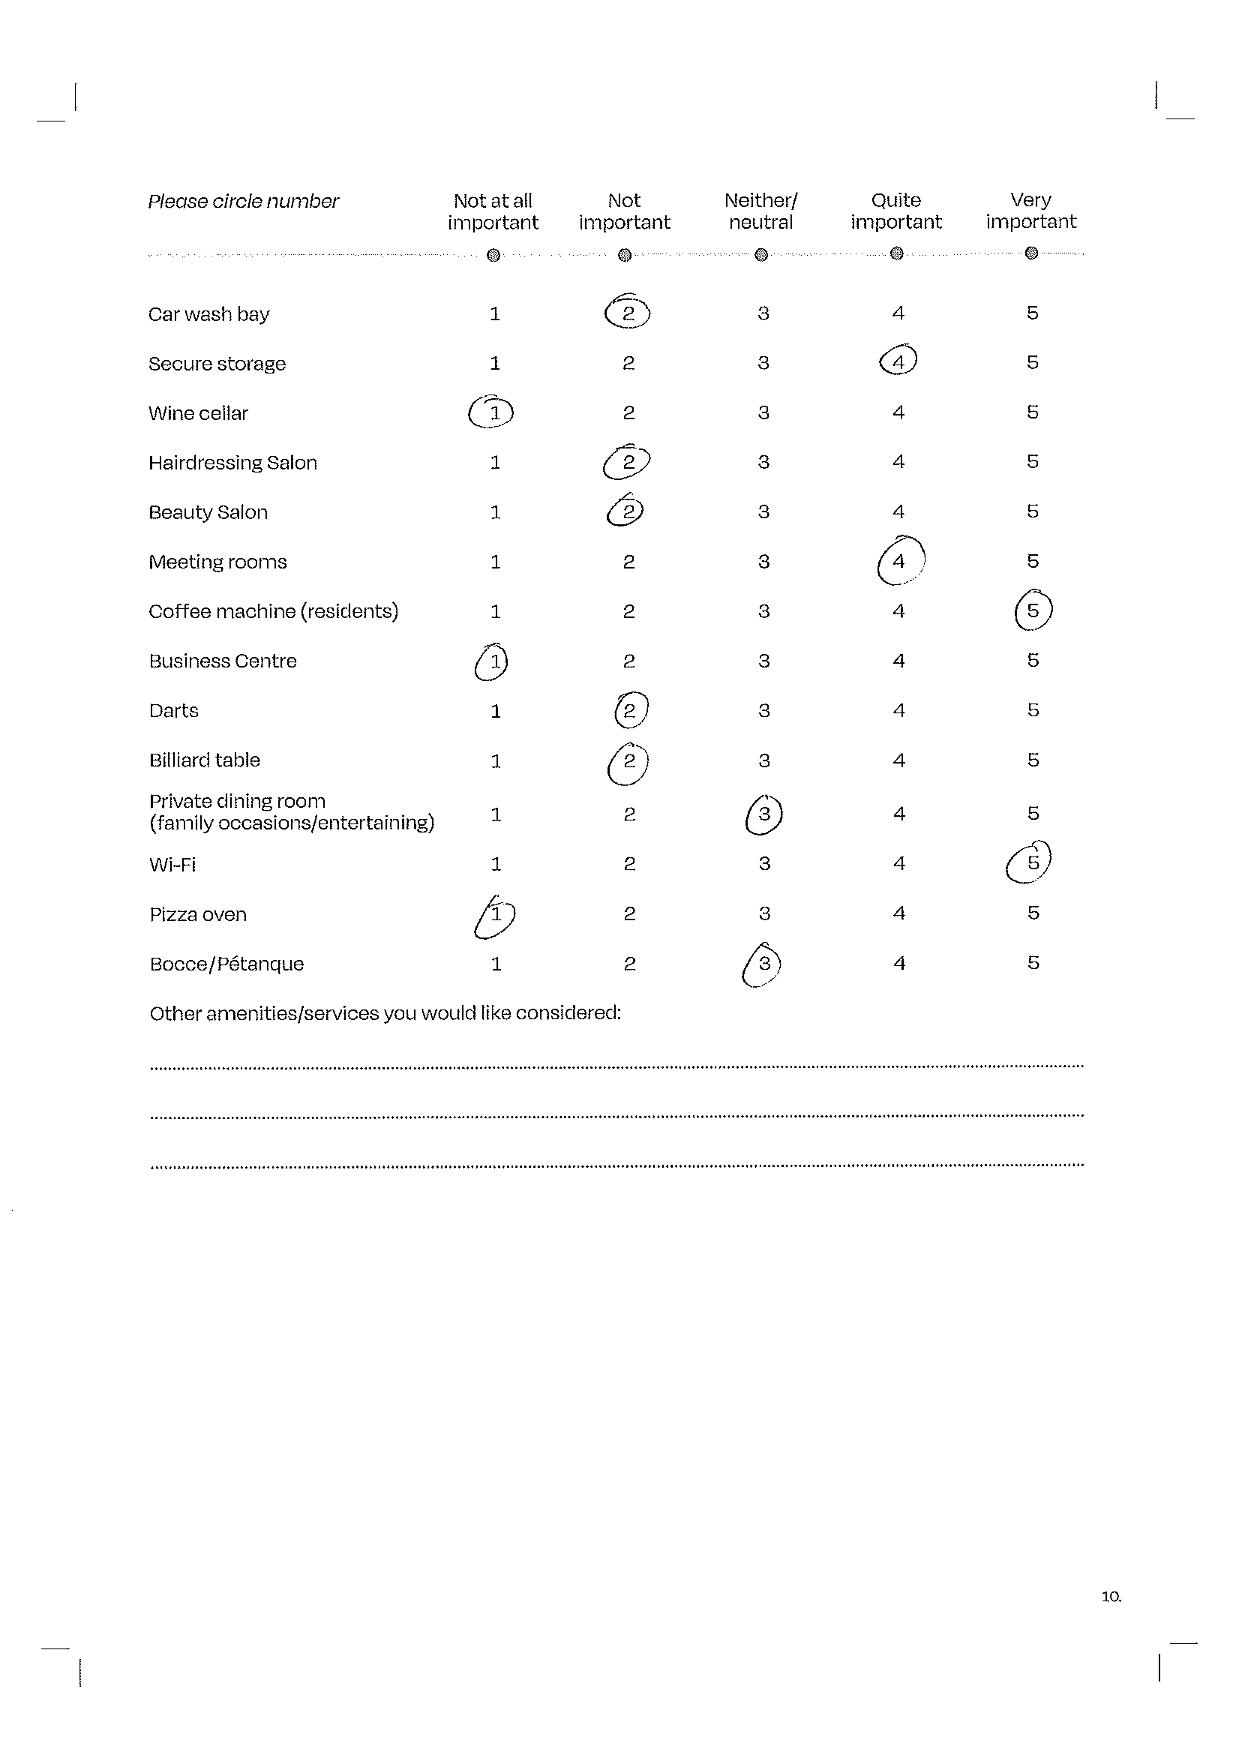 Please circle number Not at all important Not important Neither/neutral Quite important Very important
Car wash bay 1 2 3 4 5
Secure storage 1 2 3 4 5
Wine cellar 1 2 3 4 5
Hairdressing Salon 1 2 3 4 5
Beauty Salon 1 2 3 4 5
Meeting rooms 1 2 3 4 5
Coffee machine (residents) 1 2 3 4 5
Business Centre 1 2 3 4 5
Darts 1 2 3 4 5
Billiard table 1 2 3 4 5
Private dining room
(family occasions/entertaining) 1 2 3 4 5
Wi-Fi 1 2 3 4 5
Pizza oven 1 2 3 4 5
Bocce/Pétanque 1 2 3 4 5
Other amenities/services you would like considered:
10.